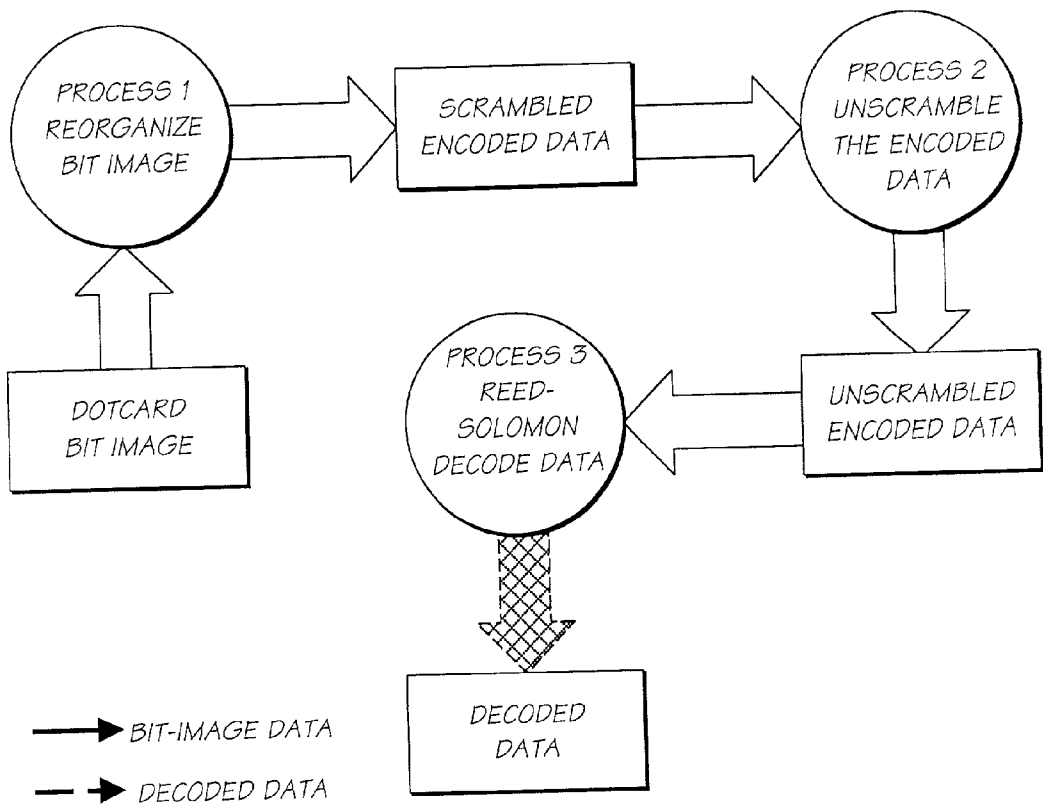 PROCESS 1
REORGANIZE
BIT IMAGE
SCRAMBLED
ENCODED DATA
PROCESS 2
UNSCRAMBLE
THE ENCODED
DATA
DOTCARD
BIT IMAGE
PROCESS 3
REED-
SOLOMON
DECODE DATA
UNSCRAMBLED
ENCODED DATA
DECODED
DATA
BIT-IMAGE DATA
DECODED DATA